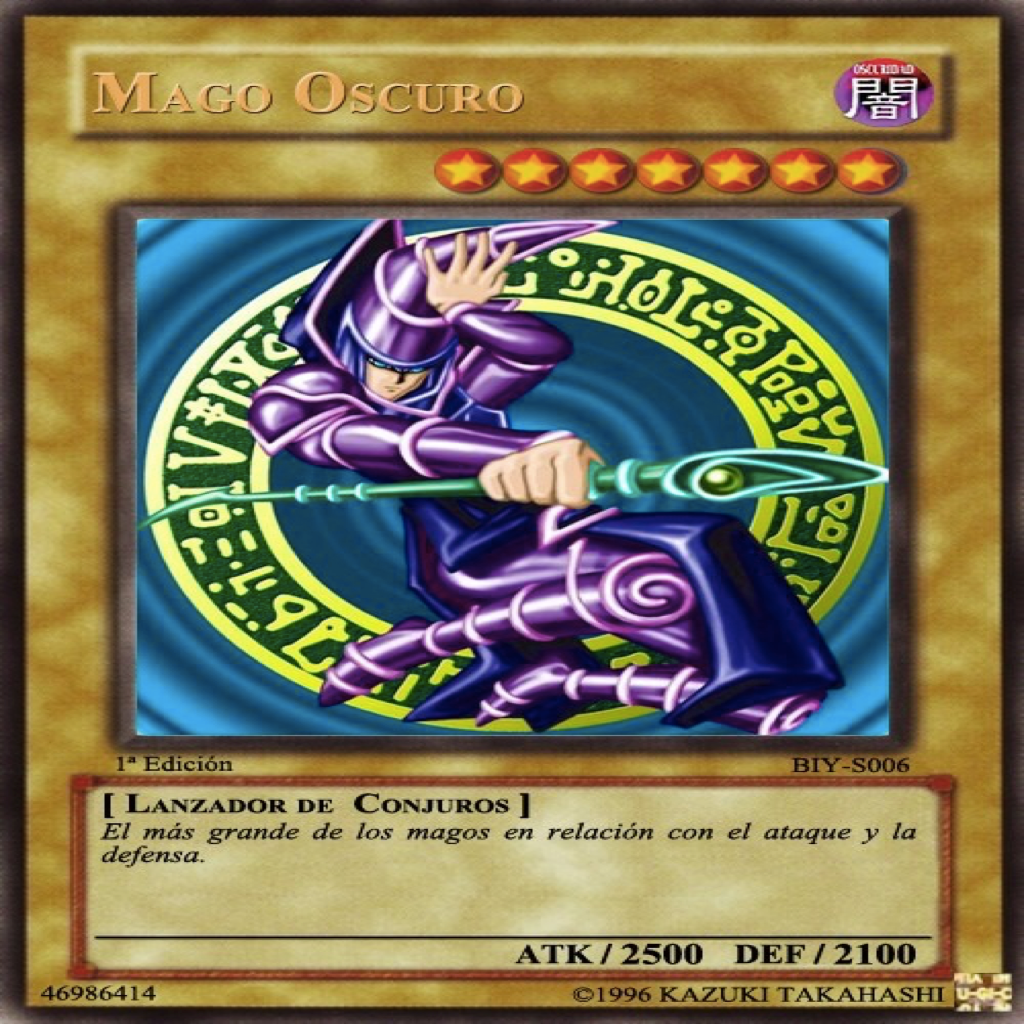 Mago Oscuro
OSCURIDAD
闇
1ª Edición
BIY-S006
[ Lanzador de Conjuros ]
El más grande de los magos en relación con el ataque y la
defensa.
ATK / 2500 DEF / 2100
46986414
©1996 KAZUKI TAKAHASHI